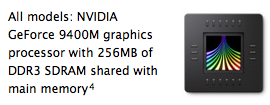 All models: NVIDIA
GeForce 9400M graphics
processor with 256MB of
DDR3 SDRAM shared with
main memory⁴